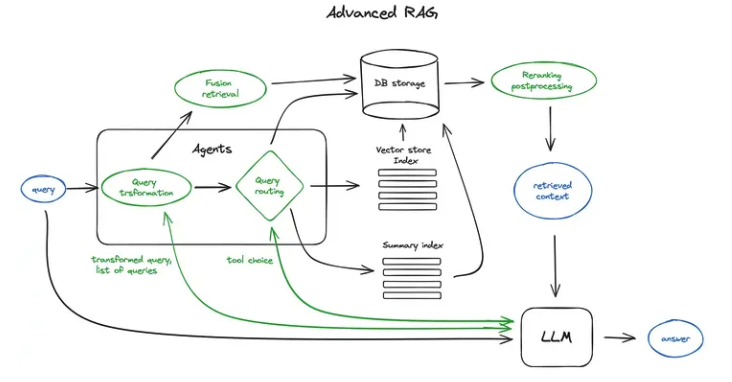 Advanced RAG
Fusion
retrieval
DB storage
Reranking
postprocessing
Agents
Vector store
Index
query
Query
trsformation
Query
routing
retrieved
context
Summary index
transformed query,
list of queries
tool choice
LLM
answer